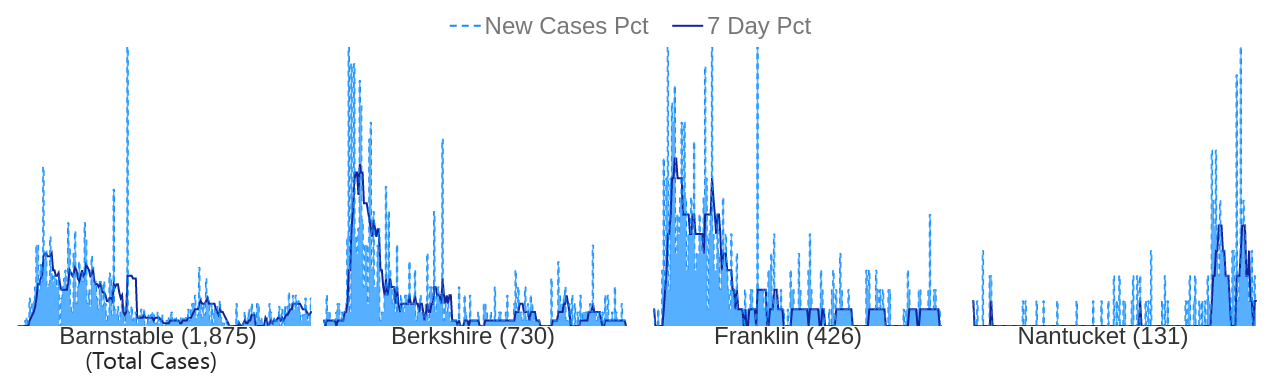 New Cases Pct 7 Day Pct
Barnstable (1,875) Berkshire (730) Franklin (426) Nantucket (131)
(Total Cases)